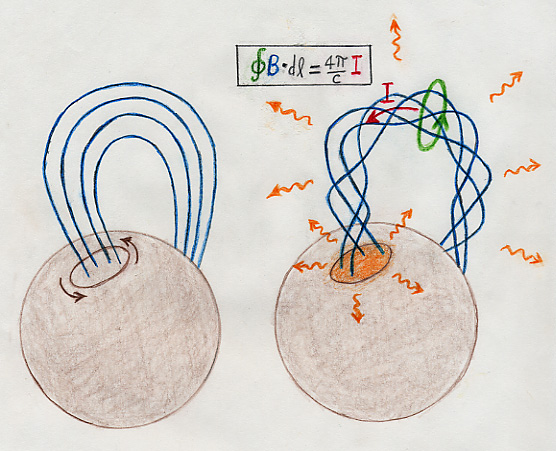 ∮B·dl = 4π/c I
I